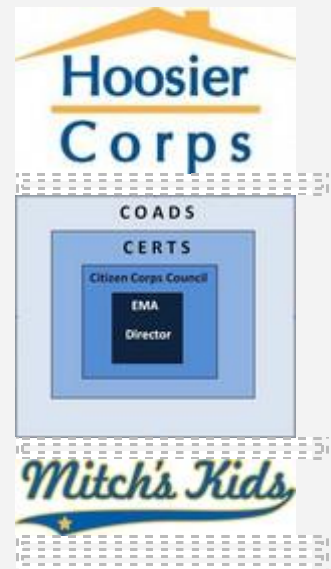 Hoosier
Corps
COADS
CERTS
Citizen Corps Council
EMA
Director
Mitch's Kids